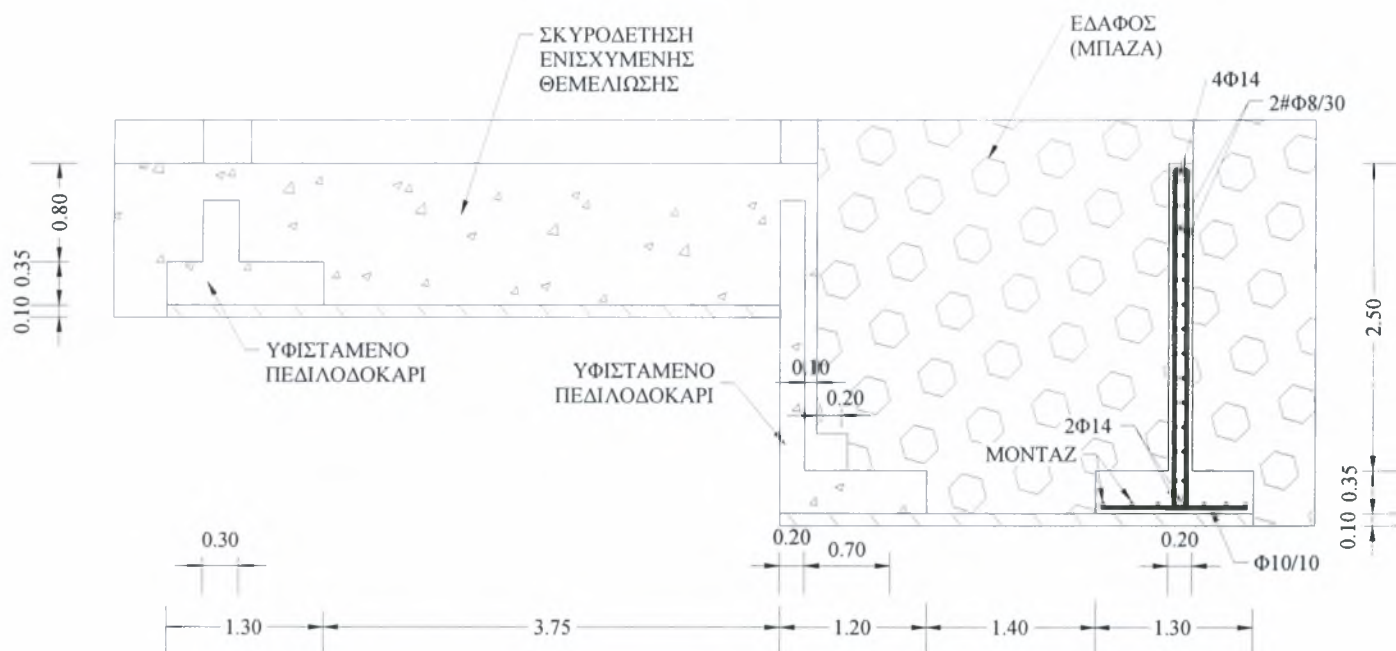 ΣΚΥΡΟΔΕΤΗΣΗ
ΕΝΙΣΧΥΜΕΝΗΣ
ΘΕΜΕΛΙΩΣΗΣ
ΕΔΑΦΟΣ
(ΜΠΑΖΑ)
4Φ14
2#Φ8/30
0.80
0.35
0.10
2.50
0.35
0.10
ΥΦΙΣΤΑΜΕΝΟ
ΠΕΔΙΛΟΔΟΚΑΡΙ
ΥΦΙΣΤΑΜΕΝΟ
ΠΕΔΙΛΟΔΟΚΑΡΙ
0.10
0.20
2Φ14
ΜΟΝΤΑΖ
0.30
0.20
0.70
0.20
Φ10/10
1.30
3.75
1.20
1.40
1.30